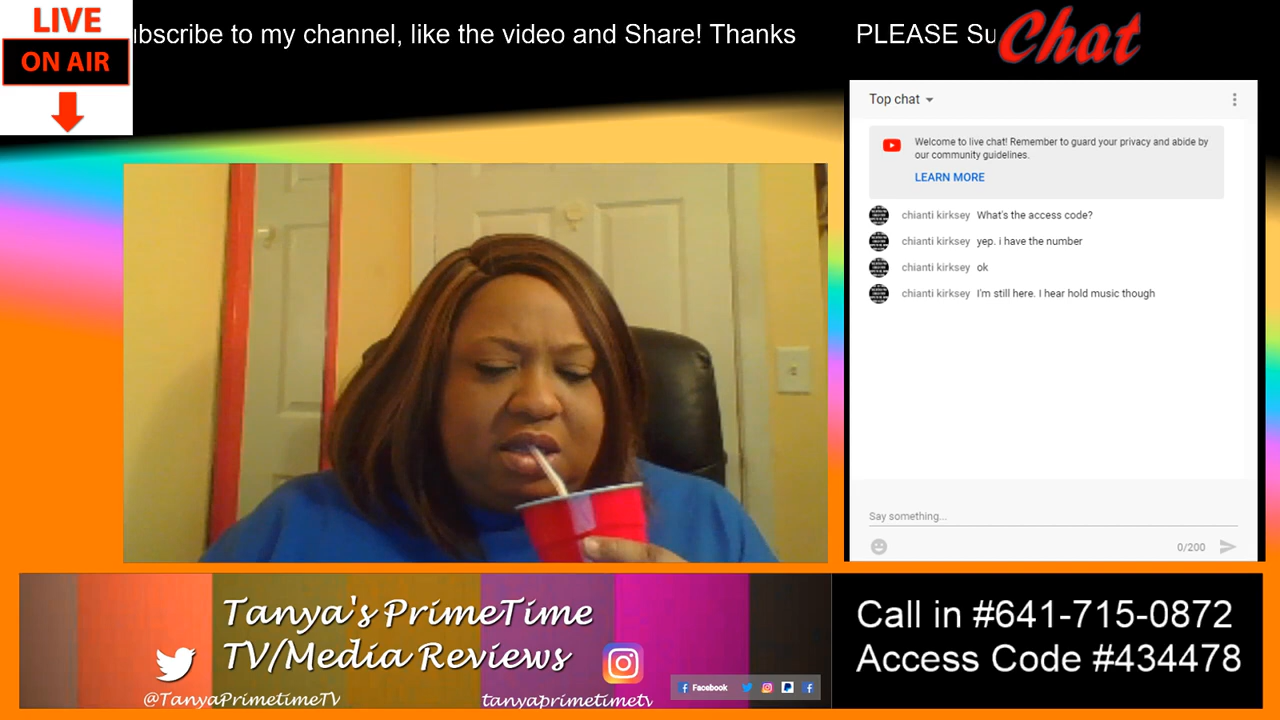 LIVE
ON AIR
ubscribe to my channel, like the video and Share! Thanks
PLEASE Su
Chat
Top chat
Welcome to live chat! Remember to guard your privacy and abide by
our community guidelines.
LEARN MORE
chianti kirksey What's the access code?
chianti kirksey yep. i have the number
chianti kirksey ok
chianti kirksey I'm still here. I hear hold music though
Say something...
0/200
Tanya's PrimeTime
TV/Media Reviews
@TanyaPrimetimeTV
tanyaprimetimetv
Facebook
Call in #641-715-0872
Access Code #434478